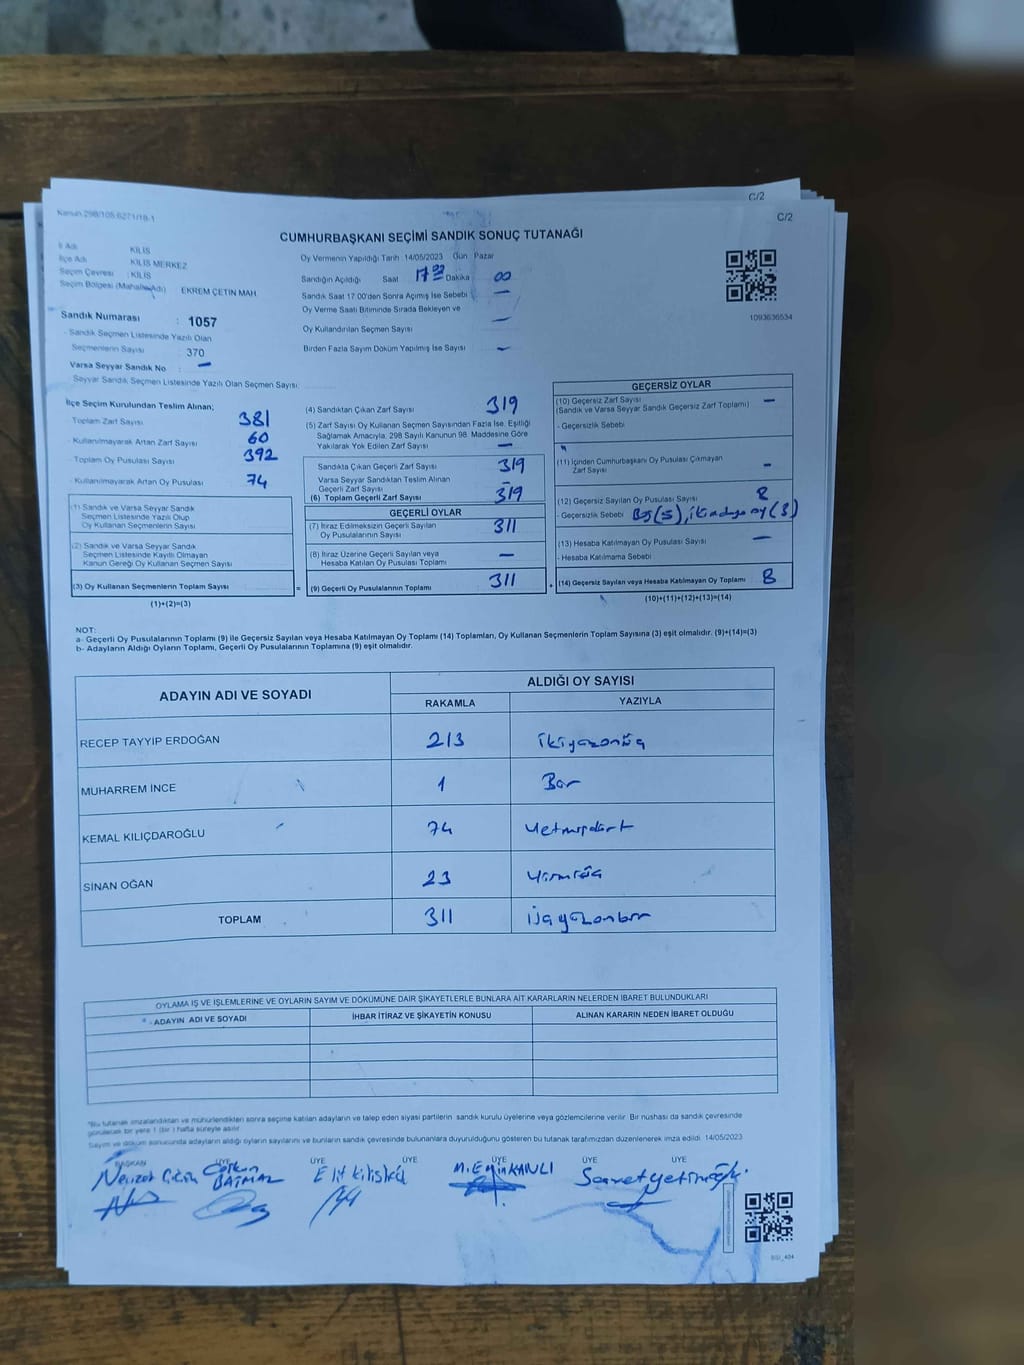 C/2
Kanun 298/105.6271/18-1
C/2
CUMHURBAŞKANI SEÇİMİ SANDIK SONUÇ TUTANAĞI
İl Adı KİLİS
İlçe Adı KİLİS MERKEZ
Seçim Çevresi : KİLİS
Seçim Bölgesi (Mahalle Adı) EKREM ÇETİN MAH
Sandık Numarası : 1057
- Sandık Seçmen Listesinde Yazılı Olan
Seçmenlerin Sayısı 370
Varsa Seyyar Sandık No : —
Seyyar Sandık Seçmen Listesinde Yazılı Olan Seçmen Sayısı:
Oy Vermenin Yapıldığı Tarih 14/05/2023 Gün Pazar
Sandığın Açıldığı Saat 17 00 Dakika 00
Sandık Saat 17:00'den Sonra Açımış İse Sebebi : —
Oy Verme Saati Bitiminde Sırada Bekleyen ve
Oy Kullandırılan Seçmen Sayısı —
Birden Fazla Sayım Döküm Yapılmış İse Sayısı —
1093636534
İlçe Seçim Kurulundan Teslim Alınan;
Toplam Zarf Sayısı 381
- Kullanılmayarak Artan Zarf Sayısı 60
- Toplam Oy Pusulası Sayısı 392
- Kullanılmayarak Artan Oy Pusulası 74
(1) Sandık ve Varsa Seyyar Sandık
Seçmen Listesinde Yazılı Olup
Oy Kullanan Seçmenlerin Sayısı
(2) Sandık ve Varsa Seyyar Sandık
Seçmen Listesinde Kayıtlı Olmayan
Kanun Gereği Oy Kullanan Seçmen Sayısı
(3) Oy Kullanan Seçmenlerin Toplam Sayısı
(1)+(2)=(3)
(4) Sandıktan Çıkan Zarf Sayısı 319
(5) Zarf Sayısı Oy Kullanan Seçmen Sayısından Fazla İse, Eşitliği
Sağlamak Amacıyla, 298 Sayılı Kanunun 98. Maddesine Göre
Yakılarak Yok Edilen Zarf Sayısı —
Sandıkta Çıkan Geçerli Zarf Sayısı 319
Varsa Seyyar Sandıktan Teslim Alınan
Geçerli Zarf Sayısı —
(6) Toplam Geçerli Zarf Sayısı 319
GEÇERLİ OYLAR
(7) İtiraz Edilmeksizin Geçerli Sayılan
Oy Pusulalarının Sayısı 311
(8) İtiraz Üzerine Geçerli Sayılan veya
Hesaba Katılan Oy Pusulası Toplamı —
= (9) Geçerli Oy Pusulalarının Toplamı 311
GEÇERSİZ OYLAR
(10) Geçersiz Zarf Sayısı —
(Sandık ve Varsa Seyyar Sandık Geçersiz Zarf Toplamı)
- Geçersizlik Sebebi
(11) İçinden Cumhurbaşkanı Oy Pusulası Çıkmayan
Zarf Sayısı —
(12) Geçersiz Sayılan Oy Pusulası Sayısı 8
- Geçersizlik Sebebi
(13) Hesaba Katılmayan Oy Pusulası Sayısı —
- Hesaba Katılmama Sebebi
+ (14) Geçersiz Sayılan veya Hesaba Katılmayan Oy Toplamı 8
(10)+(11)+(12)+(13)=(14)
NOT:
a- Geçerli Oy Pusulalarının Toplamı (9) ile Geçersiz Sayılan veya Hesaba Katılmayan Oy Toplamı (14) Toplamları, Oy Kullanan Seçmenlerin Toplam Sayısına (3) eşit olmalıdır. (9)+(14)=(3)
b- Adayların Aldığı Oyların Toplamı, Geçerli Oy Pusulalarının Toplamına (9) eşit olmalıdır.
ADAYIN ADI VE SOYADI ALDIĞI OY SAYISI
RAKAMLA YAZIYLA
RECEP TAYYIP ERDOĞAN 213 ikiyüzonüç
MUHARREM İNCE 1 Bir
KEMAL KILIÇDAROĞLU 74 Yetmişdört
SİNAN OĞAN 23 Yirmiüç
TOPLAM 311 Üçyüzonbir
OYLAMA İŞ VE İŞLEMLERİNE VE OYLARIN SAYIM VE DÖKÜMÜNE DAİR ŞİKAYETLERLE BUNLARA AİT KARARLARIN NELERDEN İBARET BULUNDUKLARI
ADAYIN ADI VE SOYADI İHBAR İTİRAZ VE ŞİKAYETİN KONUSU ALINAN KARARIN NEDEN İBARET OLDUĞU
*Bu tutanak imzalandıktan ve mühürlendikten sonra seçime katılan adayların ve talep eden siyasi partilerin sandık kurulu üyelerine veya gözlemcilerine verilir. Bir nüshası da sandık çevresinde
görülecek bir yere 1 (bir) hafta süreyle asılır.
Sayım ve döküm sonucunda adayların aldığı oyların sayılarını ve bunların sandık çevresinde bulunanlara duyurulduğunu gösteren bu tutanak tarafımızdan düzenlenerek imza edildi. 14/05/2023
BAŞKAN ÜYE ÜYE ÜYE ÜYE ÜYE ÜYE
M. Emin KANLI